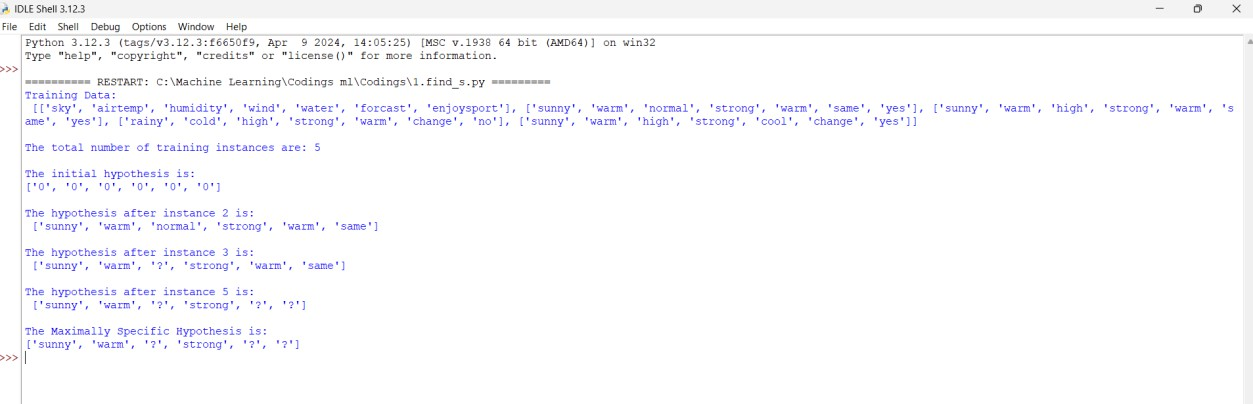 IDLE Shell 3.12.3
File Edit Shell Debug Options Window Help
Python 3.12.3 (tags/v3.12.3:f6650f9, Apr  9 2024, 14:05:25) [MSC v.1938 64 bit (AMD64)] on win32
Type "help", "copyright", "credits" or "license()" for more information.
>>>
========== RESTART: C:\Machine Learning\Codings ml\Codings\1.find_s.py =========
Training Data:
[['sky', 'airtemp', 'humidity', 'wind', 'water', 'forcast', 'enjoysport'], ['sunny', 'warm', 'normal', 'strong', 'warm', 'same', 'yes'], ['sunny', 'warm', 'high', 'strong', 'warm', 's
ame', 'yes'], ['rainy', 'cold', 'high', 'strong', 'warm', 'change', 'no'], ['sunny', 'warm', 'high', 'strong', 'cool', 'change', 'yes']]
The total number of training instances are: 5
The initial hypothesis is:
['0', '0', '0', '0', '0', '0']
The hypothesis after instance 2 is:
['sunny', 'warm', 'normal', 'strong', 'warm', 'same']
The hypothesis after instance 3 is:
['sunny', 'warm', '?', 'strong', 'warm', 'same']
The hypothesis after instance 5 is:
['sunny', 'warm', '?', 'strong', '?', '?']
The Maximally Specific Hypothesis is:
['sunny', 'warm', '?', 'strong', '?', '?']
>>>